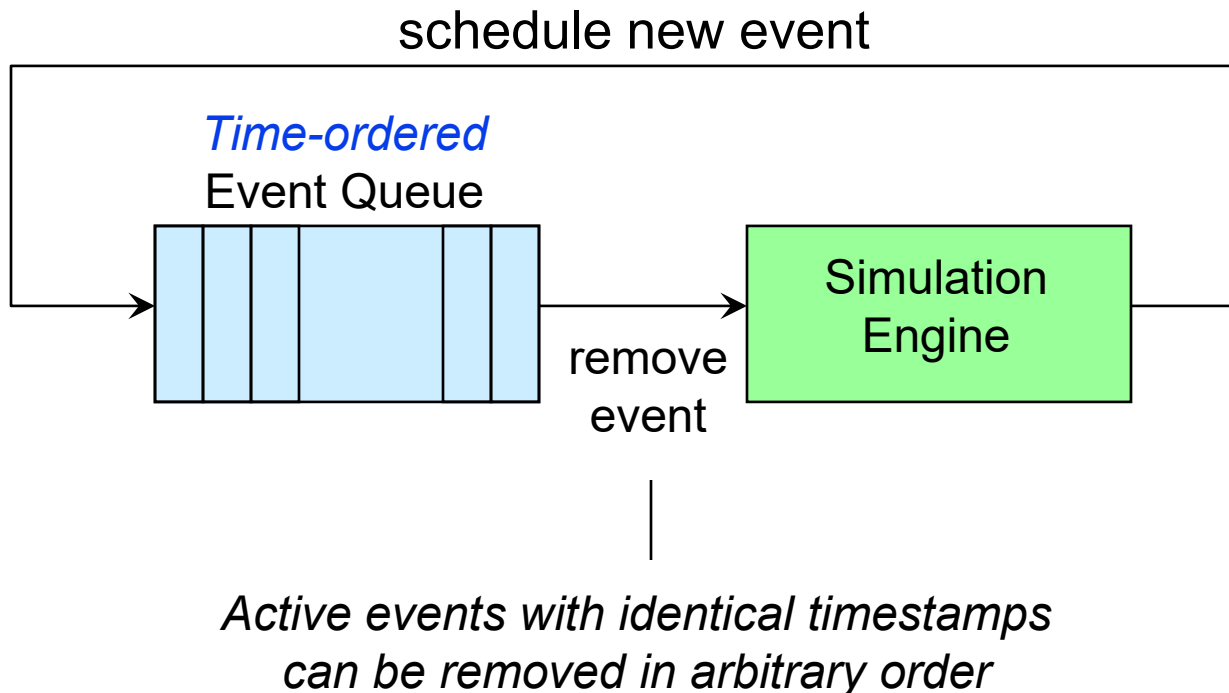 schedule new event
Time-ordered
Event Queue
Simulation
Engine
remove
event
Active events with identical timestamps
can be removed in arbitrary order